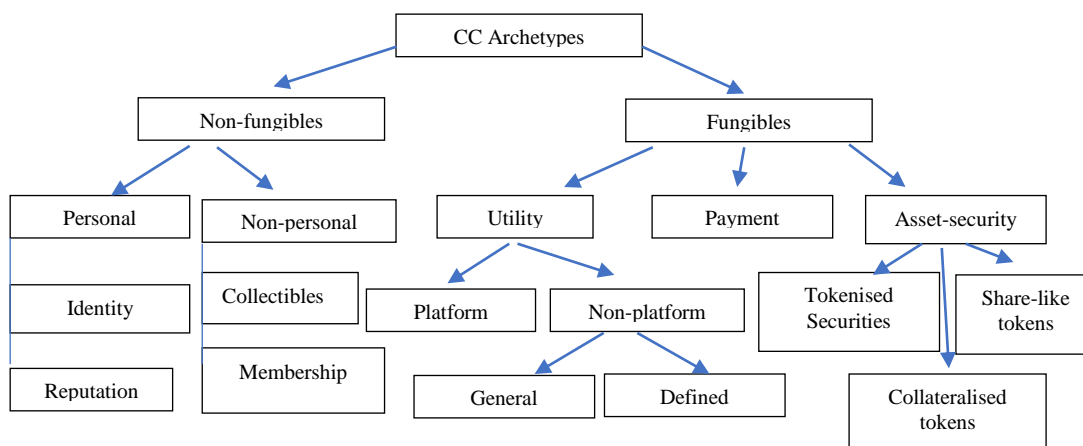 CC Archetypes
Non-fungibles
Fungibles
Personal
Non-personal
Utility
Payment
Asset-security
Identity
Collectibles
Platform
Non-platform
Tokenised
Securities
Share-like
tokens
Reputation
Membership
General
Defined
Collateralised
tokens